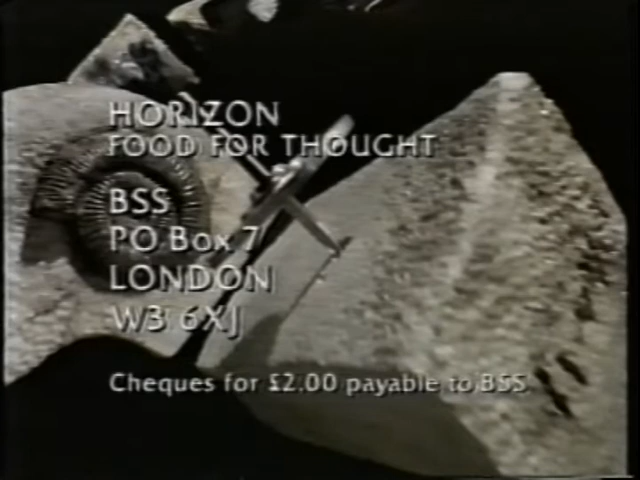 HORIZON
FOOD FOR THOUGHT
BSS
PO Box 7
LONDON
W3 6XJ
Cheques for £2.00 payable to BSS